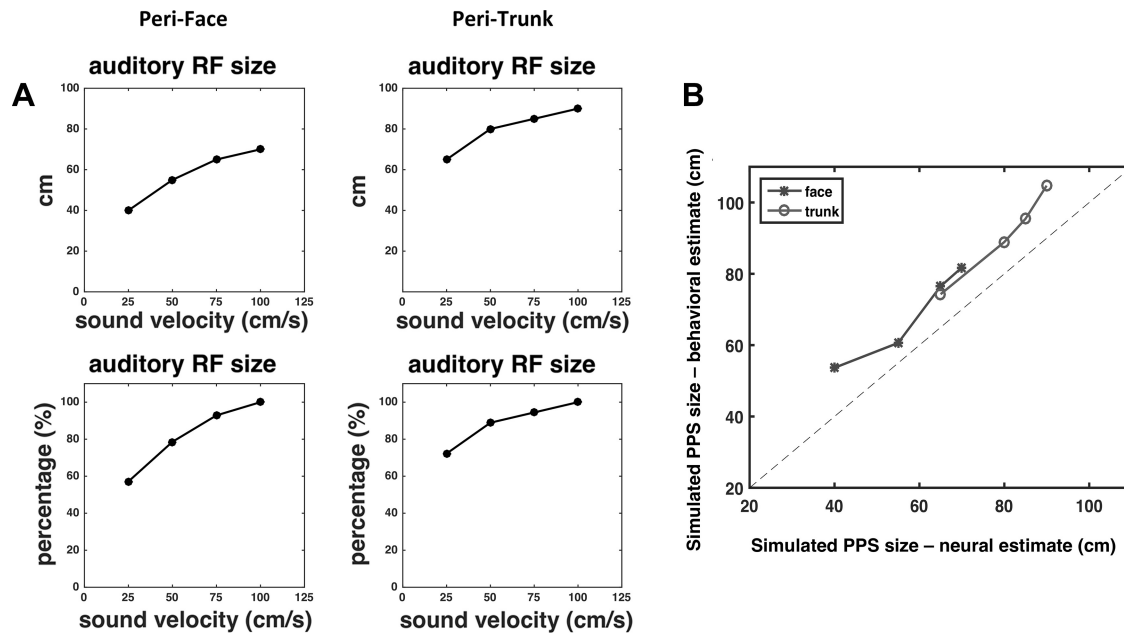 Peri-Face
Peri-Trunk
A
auditory RF size
100
80
60
40
20
0
cm
0 25 50 75 100 125
sound velocity (cm/s)
auditory RF size
100
80
60
40
20
0
cm
0 25 50 75 100 125
sound velocity (cm/s)
auditory RF size
100
80
60
40
20
0
percentage (%)
0 25 50 75 100 125
sound velocity (cm/s)
auditory RF size
100
80
60
40
20
0
percentage (%)
0 25 50 75 100 125
sound velocity (cm/s)
B
face
trunk
100
80
60
40
20
Simulated PPS size – behavioral estimate (cm)
20 40 60 80 100
Simulated PPS size – neural estimate (cm)